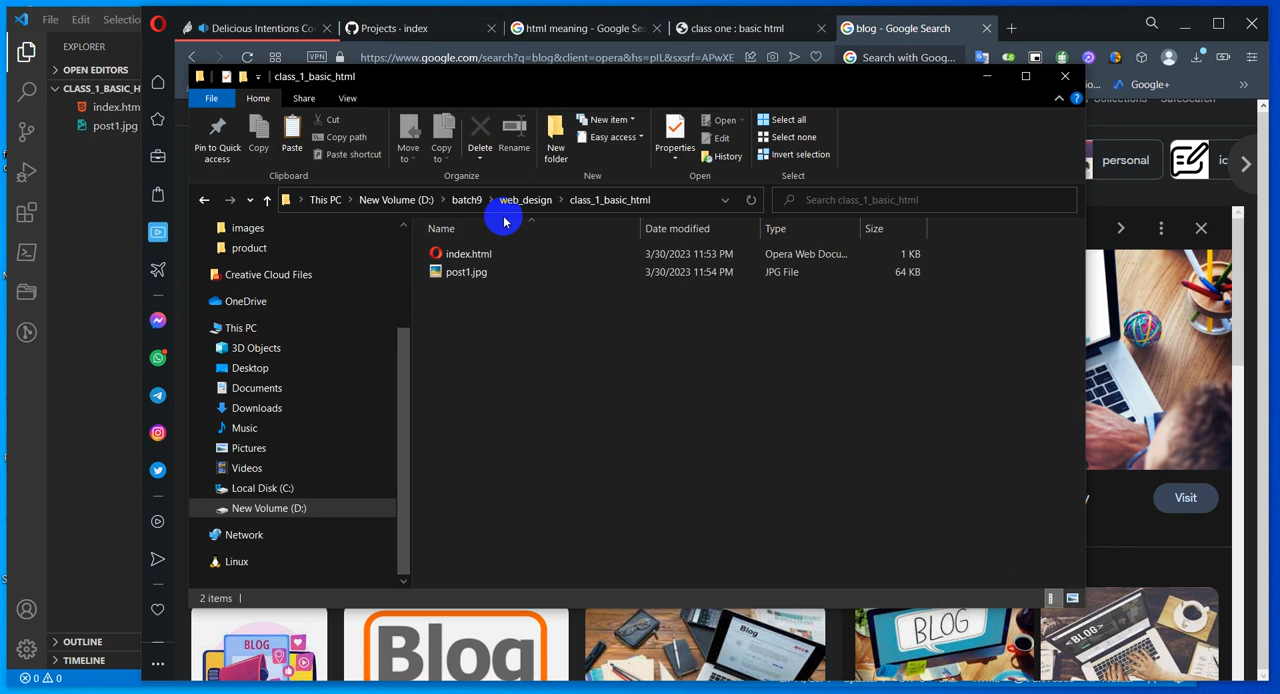 File Edit Selectio
Delicious Intentions Co
Projects · index
html meaning - Google Se
class one : basic html
blog - Google Search
EXPLORER
OPEN EDITORS
CLASS_1_BASIC_H
index.htm
post1.jpg
VPN
https://www.google.com/search?q=blog&client=opera&hs=pIL&sxsrf=APwXE
Search with Goog...
Google+
class_1_basic_html
File Home Share View
Pin to Quick access
Copy
Paste
Cut
Copy path
Paste shortcut
Move to
Copy to
Delete
Rename
New folder
New item
Easy access
Properties
Open
Edit
History
Select all
Select none
Invert selection
Clipboard Organize New Open Select
This PC New Volume (D:) batch9 web_design class_1_basic_html
Search class_1_basic_html
personal
Name Date modified Type Size
index.html 3/30/2023 11:53 PM Opera Web Docu... 1 KB
post1.jpg 3/30/2023 11:54 PM JPG File 64 KB
images
product
Creative Cloud Files
OneDrive
This PC
3D Objects
Desktop
Documents
Downloads
Music
Pictures
Videos
Local Disk (C:)
New Volume (D:)
Network
Linux
2 items
Visit
OUTLINE
TIMELINE
0 0
BLOG
Blog
Blog
BLOG
<BLOG>